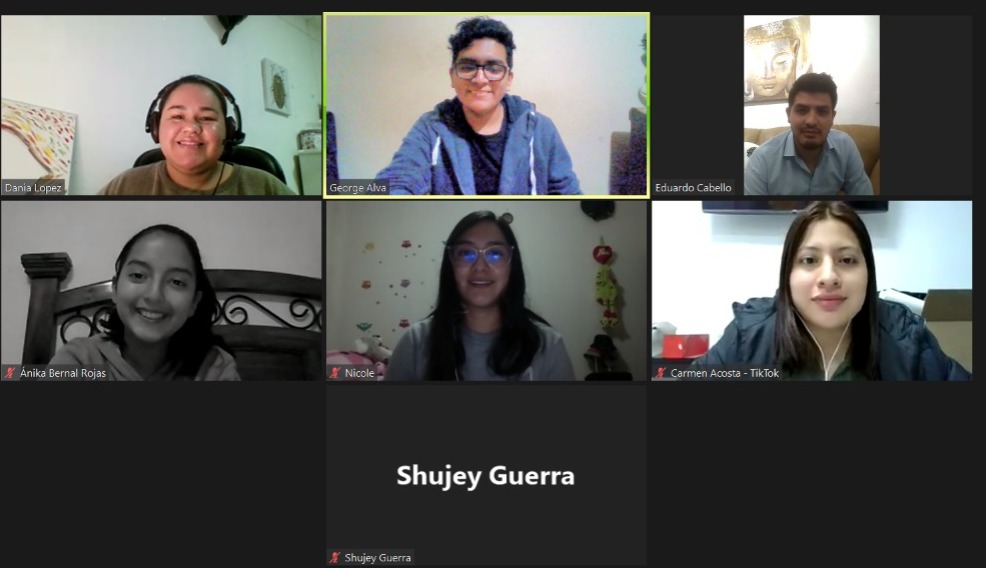 Dania Lopez
George Alva
Eduardo Cabello
Ánika Bernal Rojas
Nicole
Carmen Acosta - TikTok
Shujey Guerra
Shujey Guerra